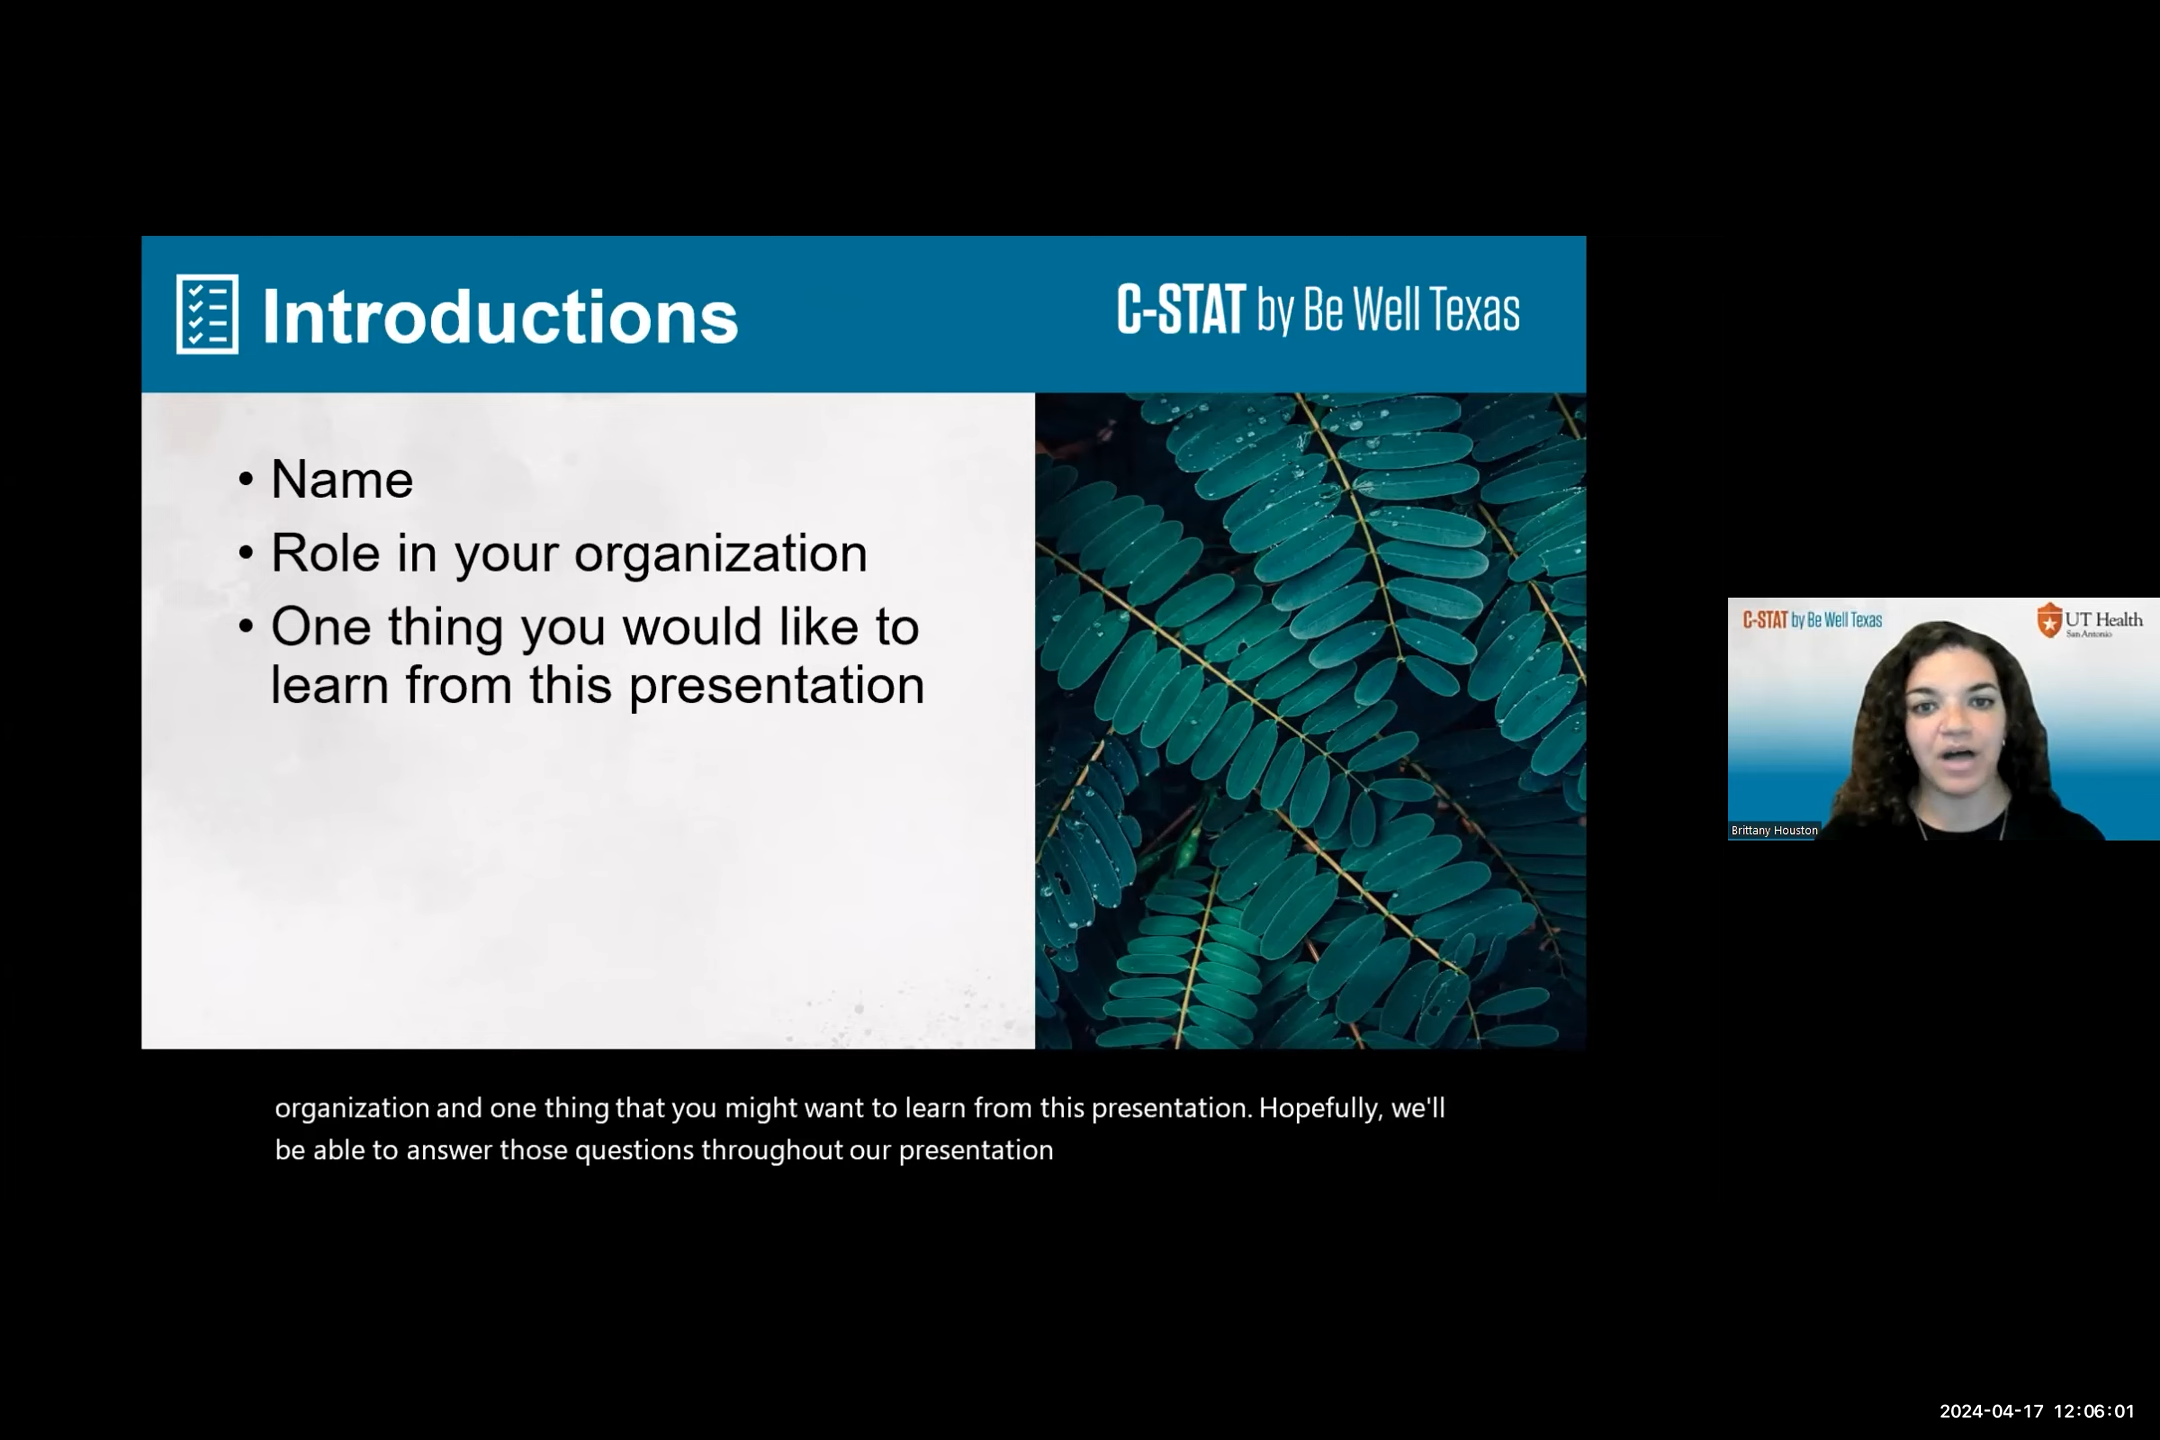 Introductions
C-STAT by Be Well Texas
• Name
• Role in your organization
• One thing you would like to
learn from this presentation
C-STAT by Be Well Texas
UT Health
San Antonio
Brittany Houston
organization and one thing that you might want to learn from this presentation. Hopefully, we'll
be able to answer those questions throughout our presentation
2024-04-17 12:06:01